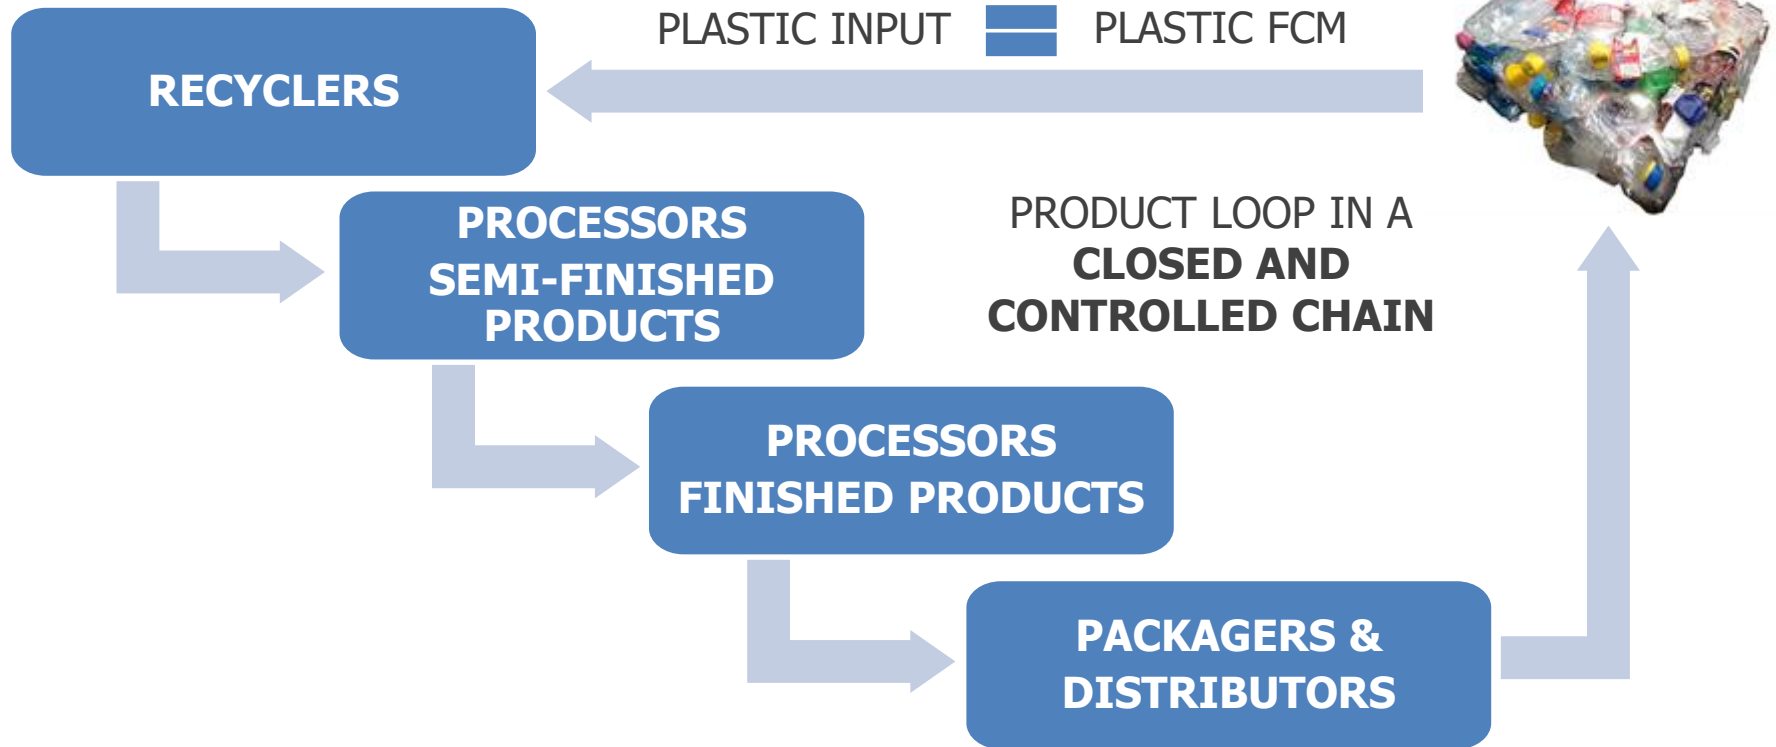 PLASTIC INPUT = PLASTIC FCM
RECYCLERS
PRODUCT LOOP IN A
CLOSED AND
CONTROLLED CHAIN
PROCESSORS
SEMI-FINISHED
PRODUCTS
PROCESSORS
FINISHED PRODUCTS
PACKAGERS &
DISTRIBUTORS